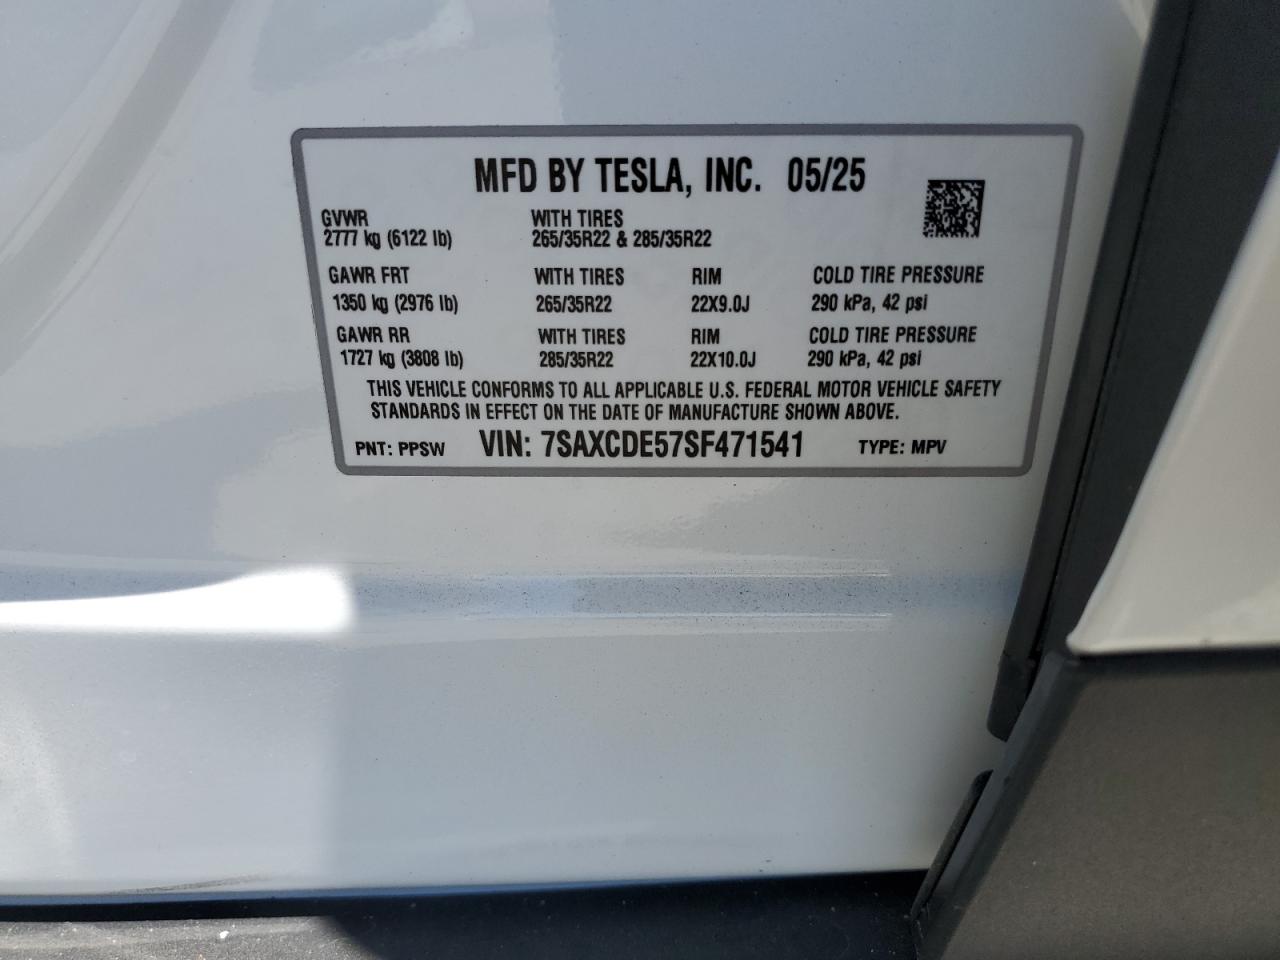 MFD BY TESLA, INC. 05/25
GVWR WITH TIRES
2777 kg (6122 lb) 265/35R22 & 285/35R22
GAWR FRT WITH TIRES RIM COLD TIRE PRESSURE
1350 kg (2976 lb) 265/35R22 22X9.0J 290 kPa, 42 psi
GAWR RR WITH TIRES RIM COLD TIRE PRESSURE
1727 kg (3808 lb) 285/35R22 22X10.0J 290 kPa, 42 psi
THIS VEHICLE CONFORMS TO ALL APPLICABLE U.S. FEDERAL MOTOR VEHICLE SAFETY
STANDARDS IN EFFECT ON THE DATE OF MANUFACTURE SHOWN ABOVE.
PNT: PPSW VIN: 7SAXCDE57SF471541 TYPE: MPV